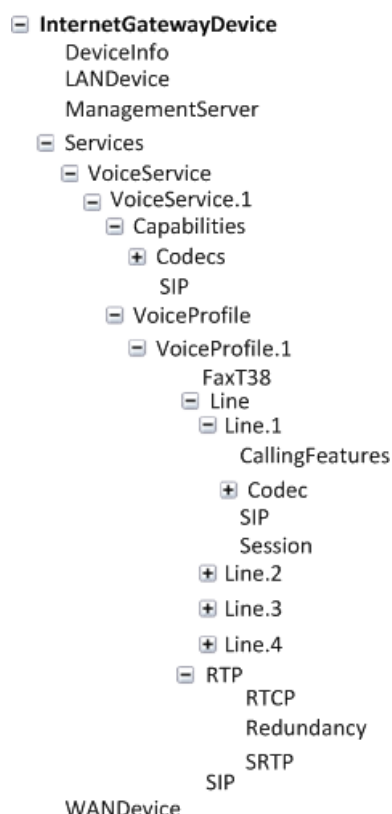 InternetGatewayDevice
DeviceInfo
LANDevice
ManagementServer
Services
VoiceService
VoiceService.1
Capabilities
Codecs
SIP
VoiceProfile
VoiceProfile.1
FaxT38
Line
Line.1
CallingFeatures
Codec
SIP
Session
Line.2
Line.3
Line.4
RTP
RTCP
Redundancy
SRTP
SIP
WANDevice